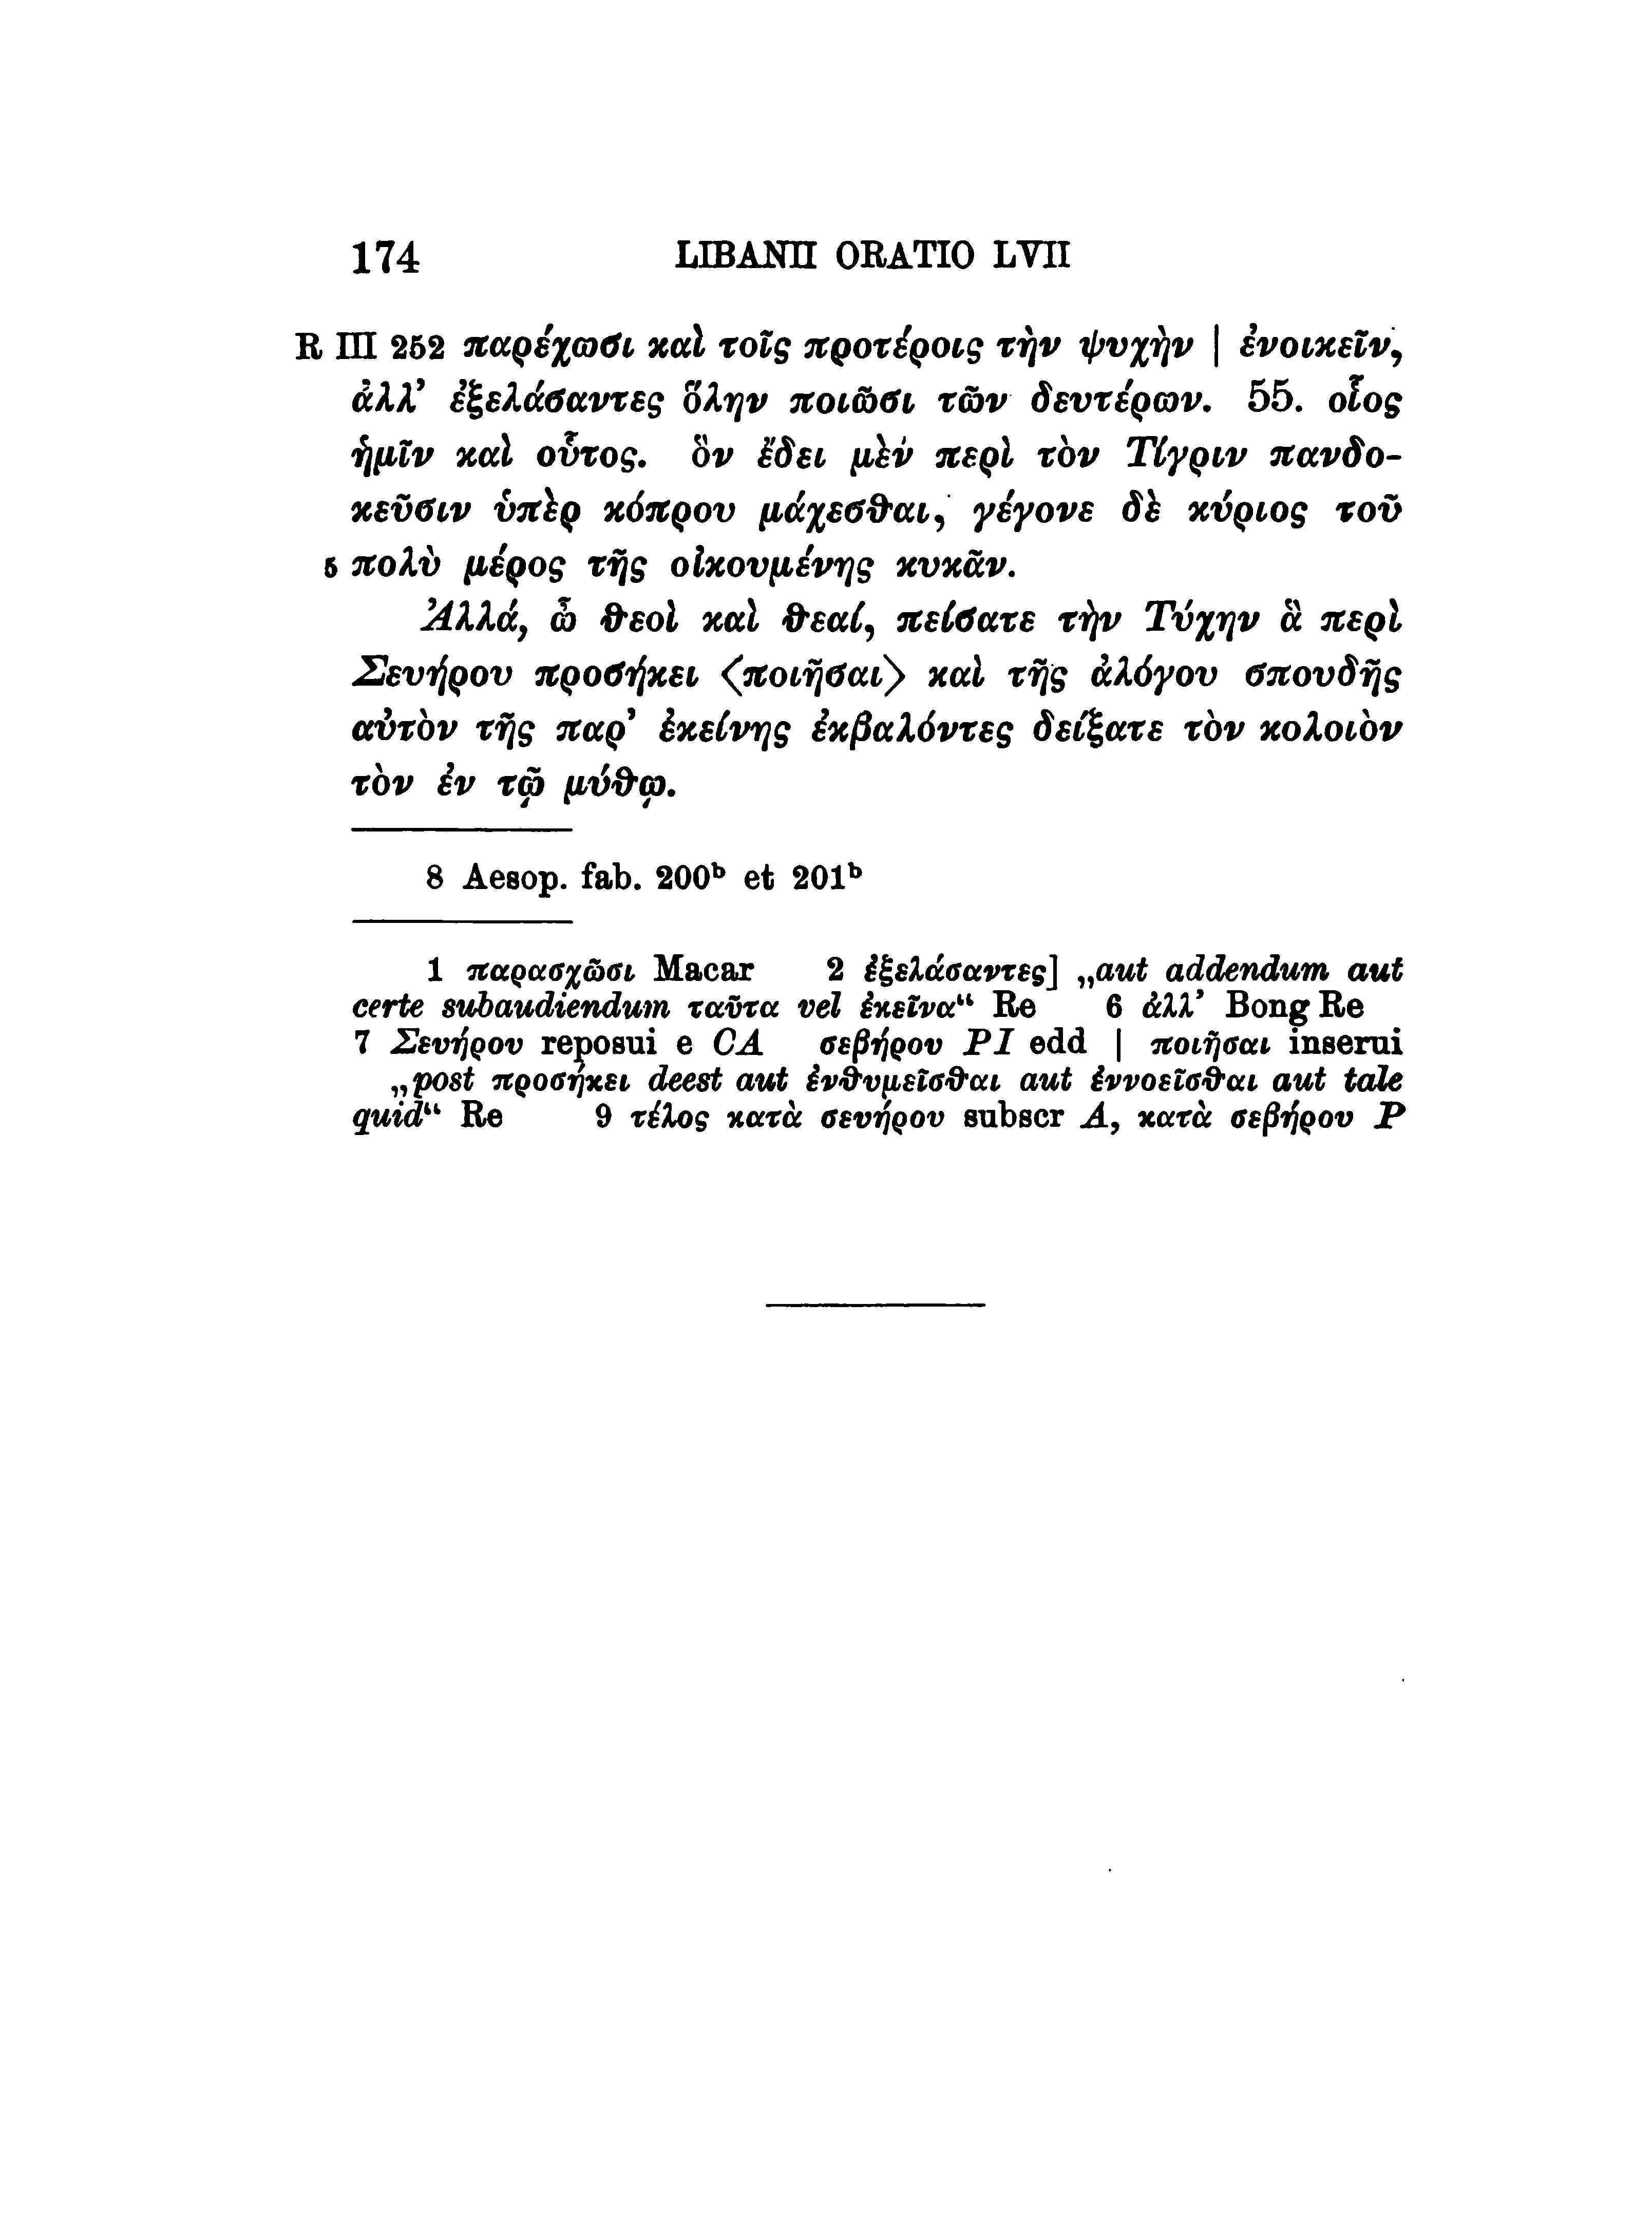 174 LIBANII ORATIO LVII
R III 252 παρέχωσι καὶ τοῖς προτέροις τὴν ψυχὴν | ἐνοικεῖν,
ἀλλ’ ἐξελάσαντες ὅλην ποιῶσι τῶν δευτέρων. 55. οἷος
ἡμῖν καὶ οὗτος. ὃν ἔδει μὲν περὶ τὸν Τίγριν πανδο-
κεῦσιν ὑπὲρ κόπρου μάχεσθαι, γέγονε δὲ κύριος τοῦ
5 πολὺ μέρος τῆς οἰκουμένης κυκᾶν.
Ἀλλά, ὦ θεοὶ καὶ θεαί, πείσατε τὴν Τύχην ἃ περὶ
Σευήρου προσήκει <ποιῆσαι> καὶ τῆς ἀλόγου σπουδῆς
αὐτὸν τῆς παρ’ ἐκείνης ἐκβαλόντες δείξατε τὸν κολοιὸν
τὸν ἐν τῷ μύθῳ.
8 Aesop. fab. 200ᵇ et 201ᵇ
1 παρασχῶσι Macar 2 ἐξελάσαντες] „aut addendum aut
certe subaudiendum ταῦτα vel ἐκεῖνα“ Re 6 ἀλλ’ Bong Re
7 Σευήρου reposui e CA σεβήρου PI edd | ποιῆσαι inserui
„post προσήκει deest aut ἐνθυμεῖσθαι aut ἐννοεῖσθαι aut tale
quid“ Re 9 τέλος κατὰ σευήρου subscr A, κατὰ σεβήρου P